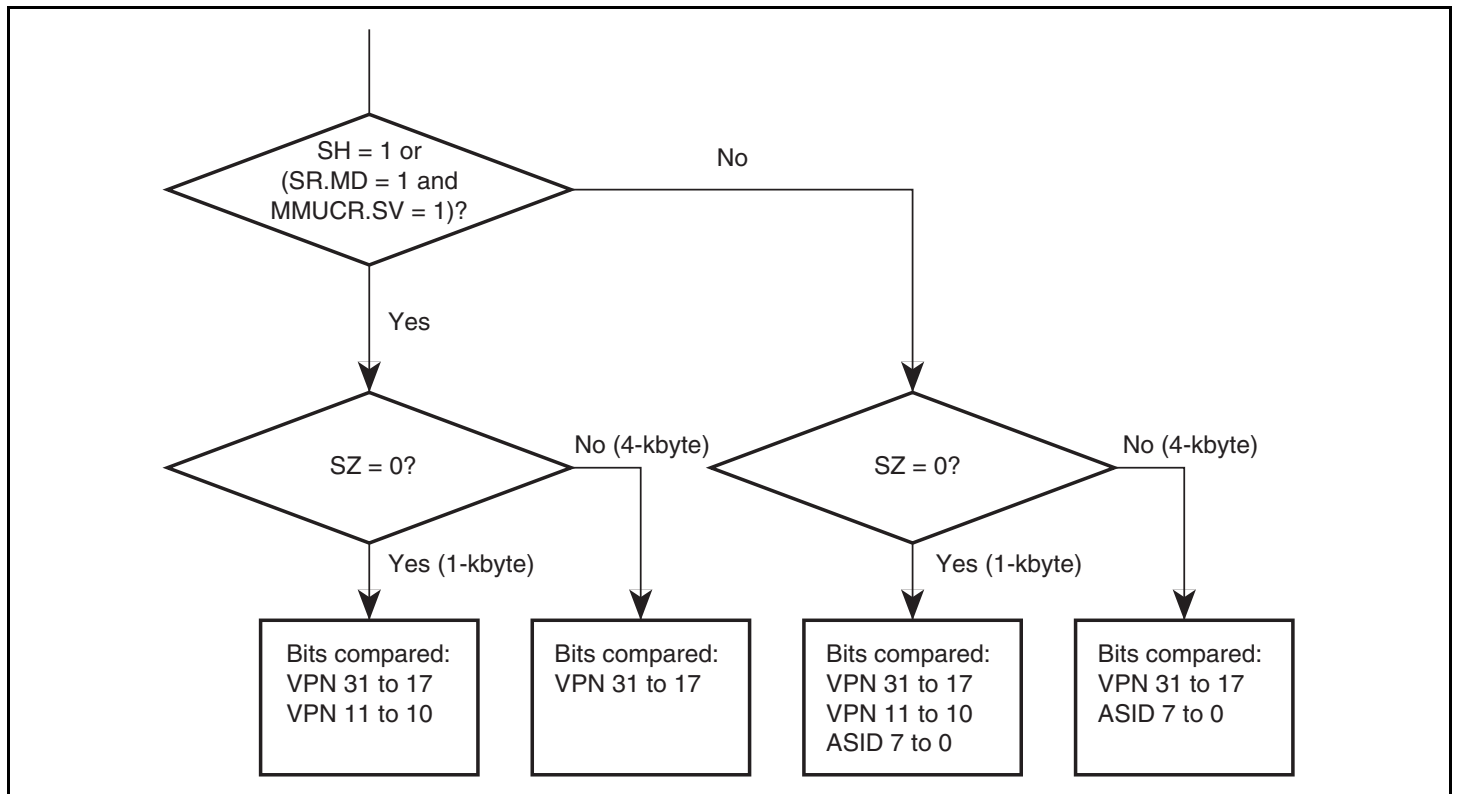 SH = 1 or
(SR.MD = 1 and
MMUCR.SV = 1)?
No
Yes
SZ = 0?
No (4-kbyte)
SZ = 0?
No (4-kbyte)
Yes (1-kbyte)
Yes (1-kbyte)
Bits compared:
VPN 31 to 17
VPN 11 to 10
Bits compared:
VPN 31 to 17
Bits compared:
VPN 31 to 17
VPN 11 to 10
ASID 7 to 0
Bits compared:
VPN 31 to 17
ASID 7 to 0